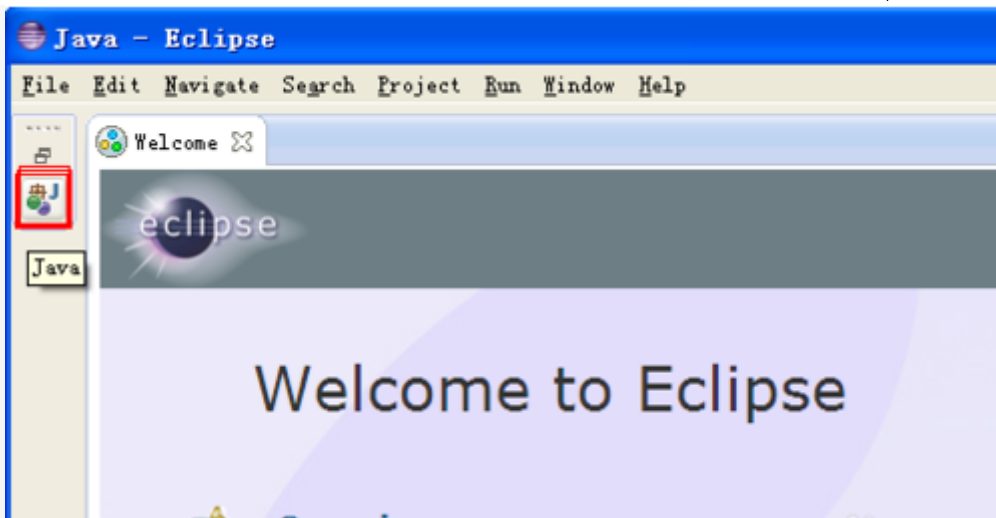 Java - Eclipse
File Edit Navigate Search Project Run Window Help
Welcome
J
eclipse
Java
Welcome to Eclipse